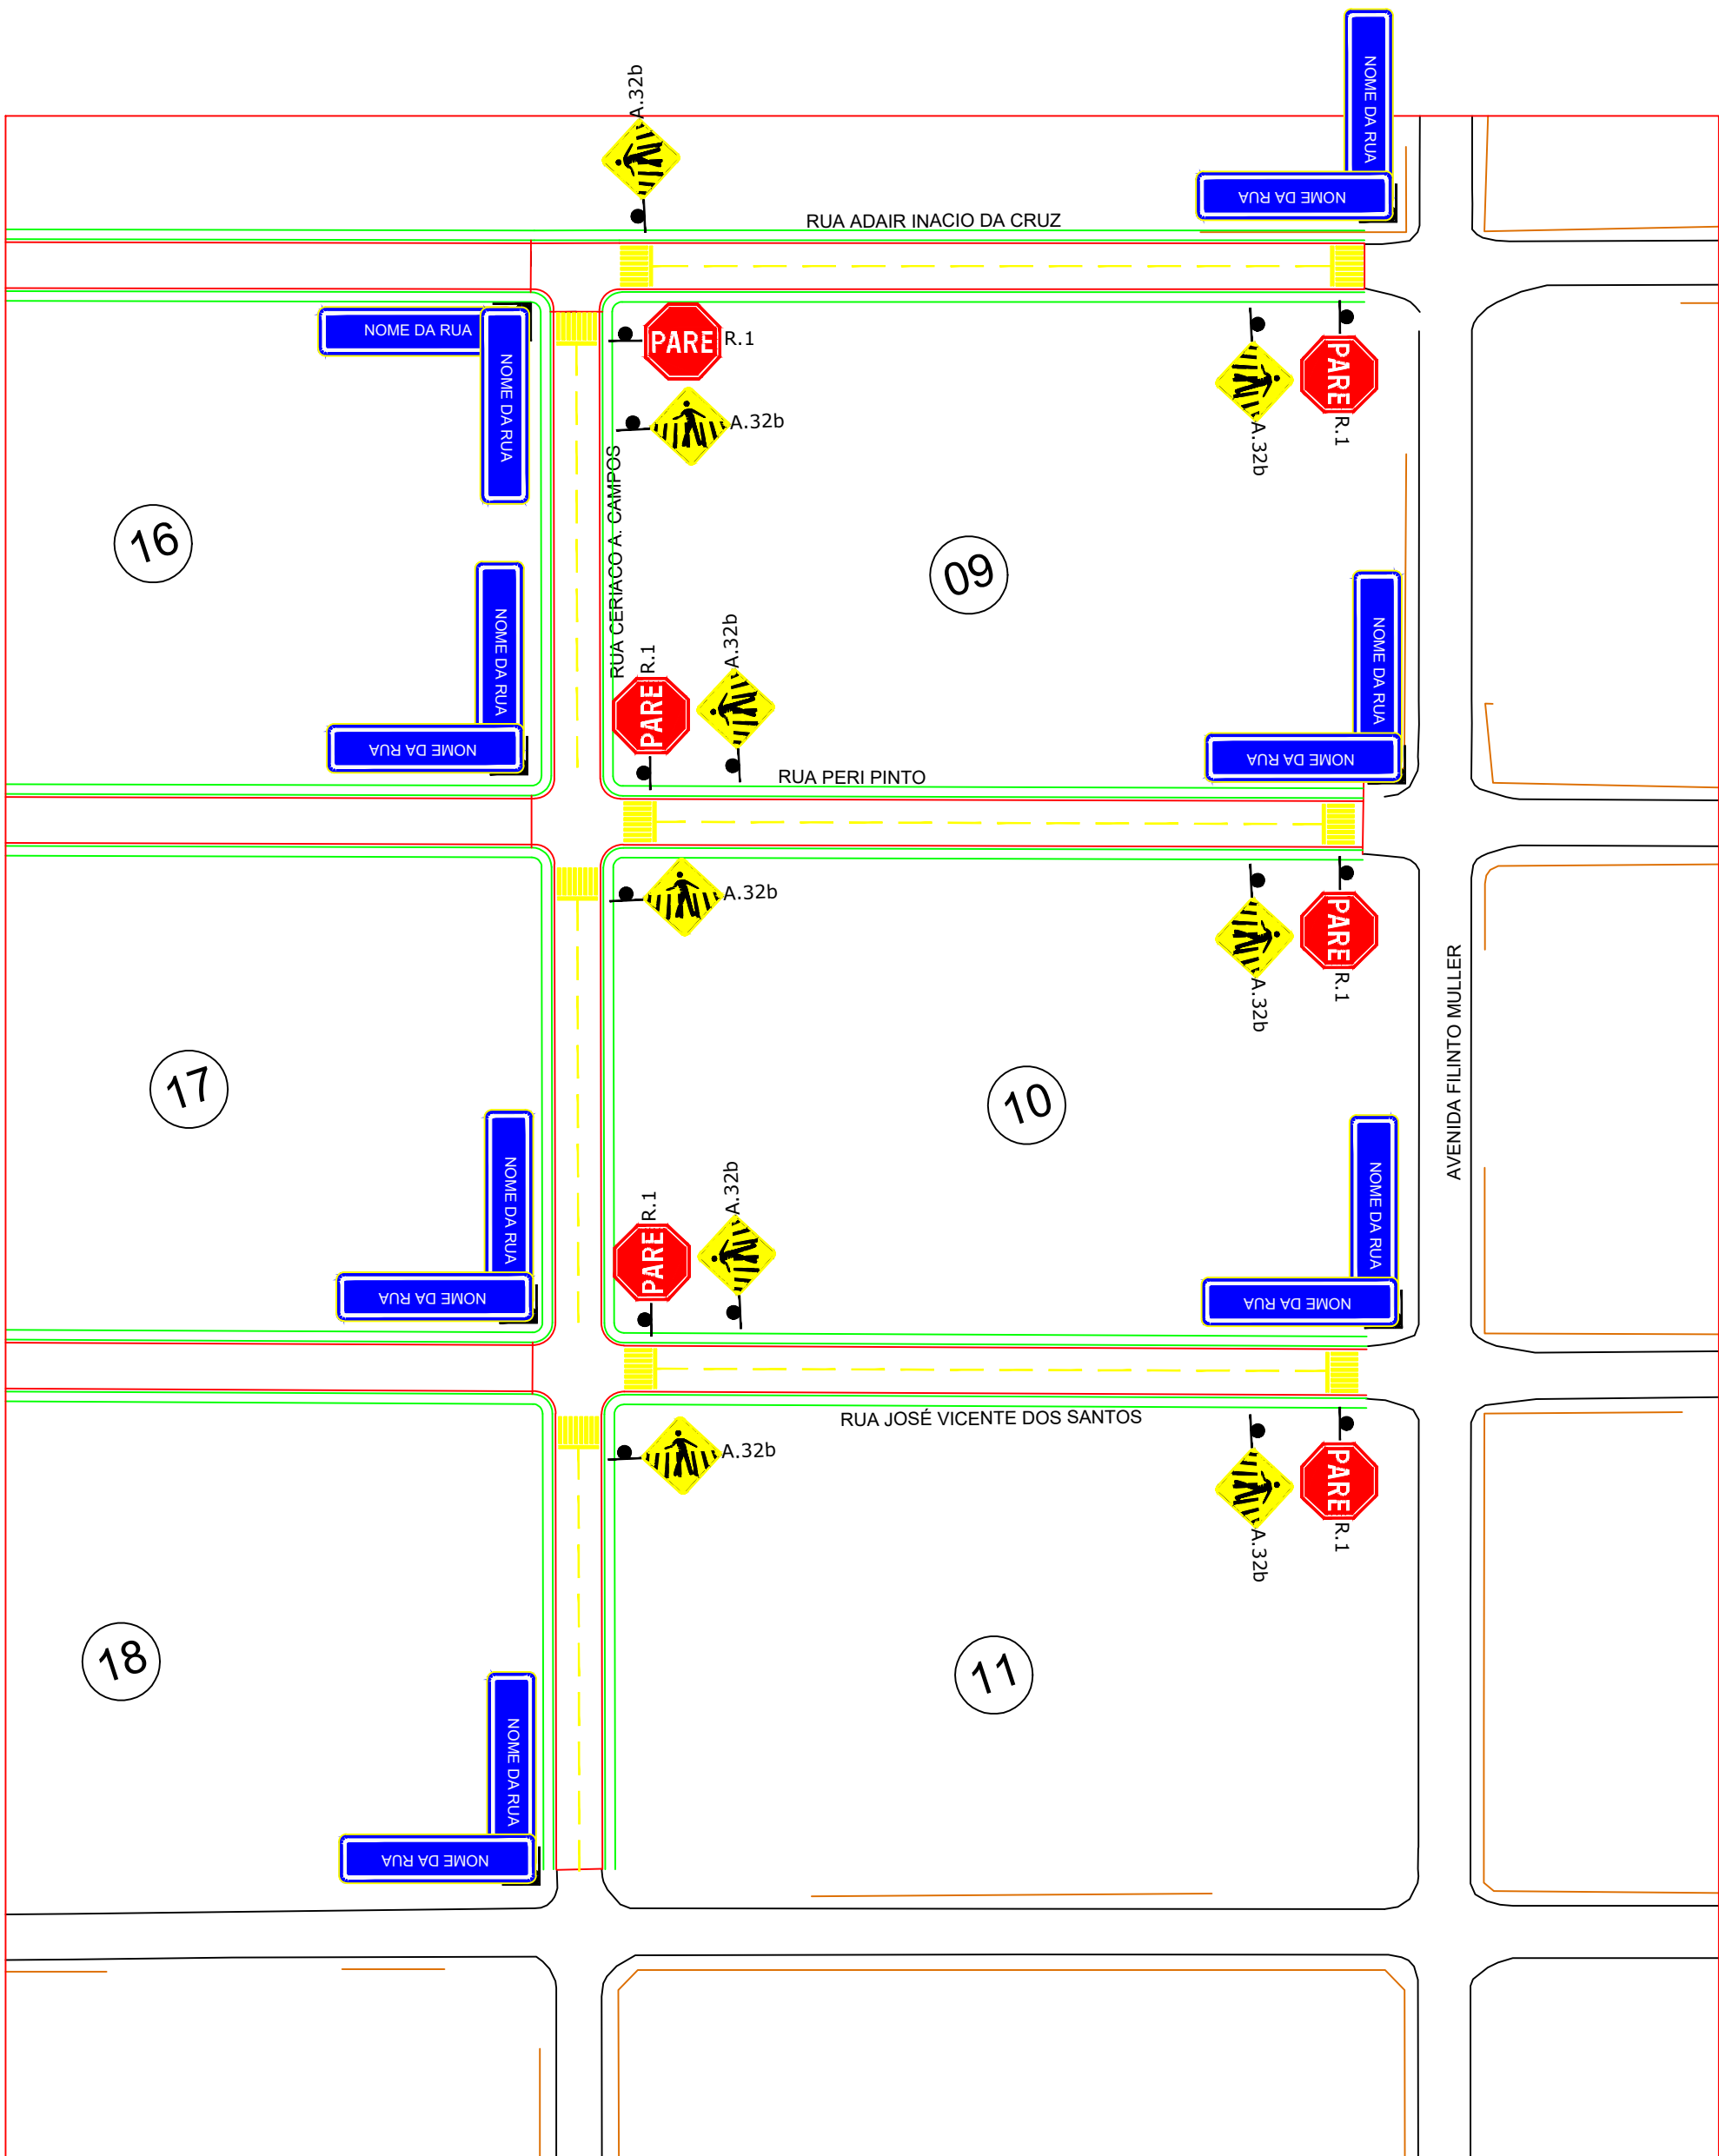 NOME DA RUA
A.32b
NOME DA RUA
RUA ADAIR INACIO DA CRUZ
NOME DA RUA
NOME DA RUA
PARE
R.1
A.32b
PARE
R.1
A.32b
RUA CERIACO A. CAMPOS
16
09
NOME DA RUA
NOME DA RUA
R.1
PARE
A.32b
NOME DA RUA
NOME DA RUA
RUA PERI PINTO
A.32b
A.32b
PARE
R.1
17
10
AVENIDA FILINTO MULLER
NOME DA RUA
NOME DA RUA
R.1
PARE
A.32b
NOME DA RUA
NOME DA RUA
RUA JOSÉ VICENTE DOS SANTOS
A.32b
A.32b
PARE
R.1
18
11
NOME DA RUA
NOME DA RUA